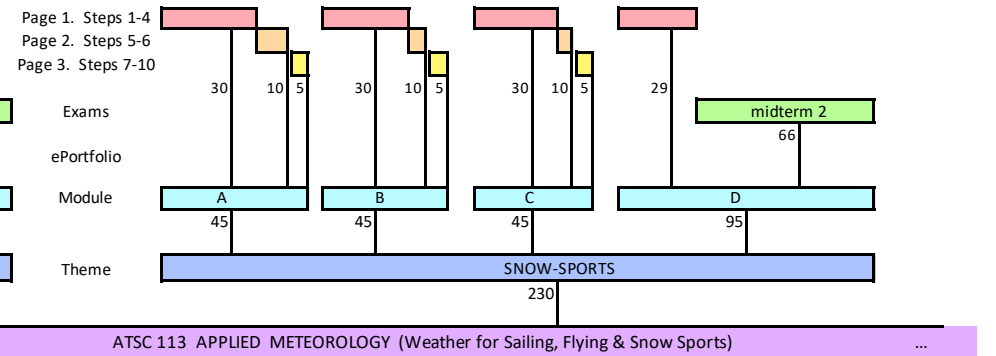 Page 1. Steps 1-4
Page 2. Steps 5-6
Page 3. Steps 7-10
30 10 5 30 10 5 30 10 5 29
Exams midterm 2
66
ePortfolio
Module A B C D
45 45 45 95
Theme SNOW-SPORTS
230
ATSC 113 APPLIED METEOROLOGY (Weather for Sailing, Flying & Snow Sports) ...